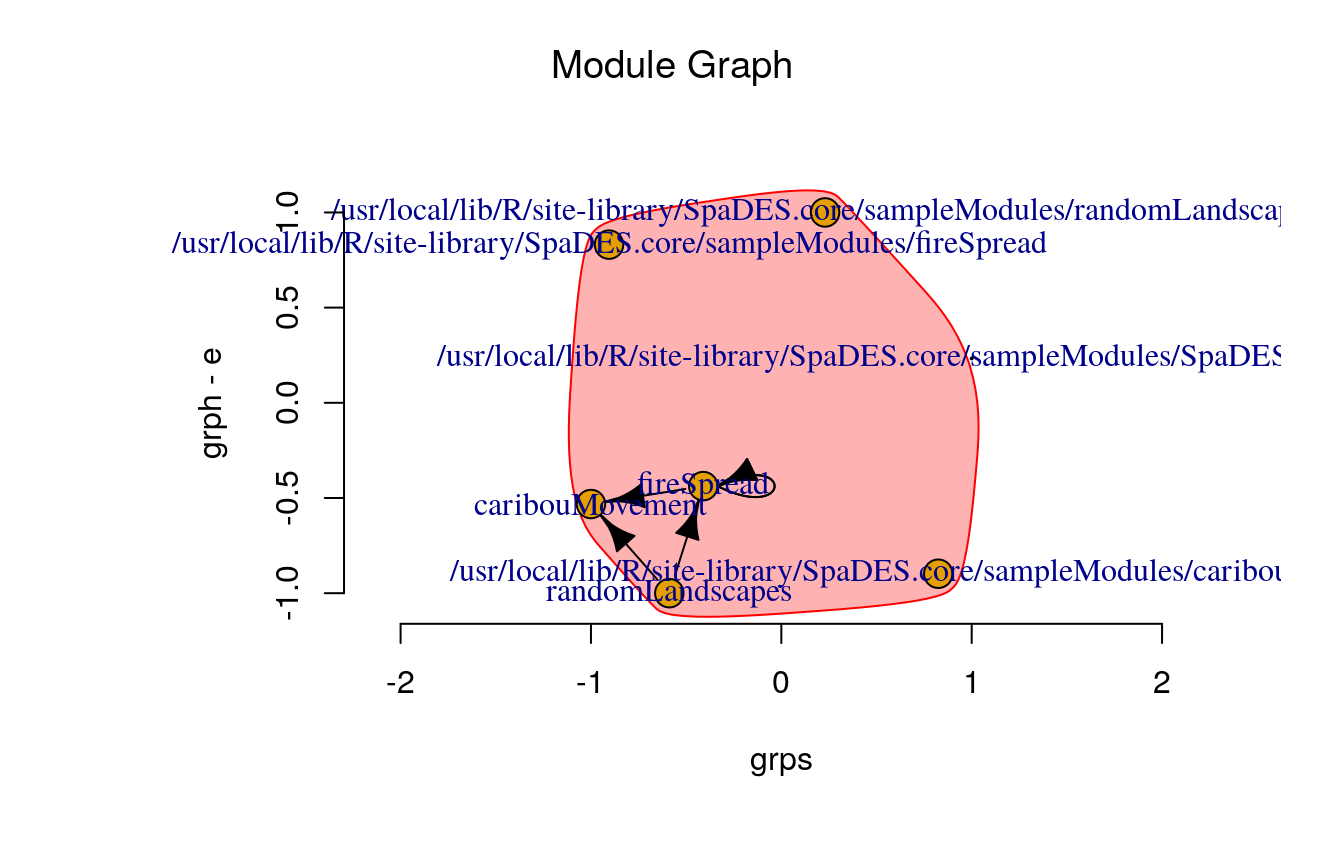 Module Graph
1.0
/usr/local/lib/R/site-library/SpaDES.core/sampleModules/randomLandscap
/usr/local/lib/R/site-library/SpaDES.core/sampleModules/fireSpread
0.5
/usr/local/lib/R/site-library/SpaDES.core/sampleModules/SpaDES
grph - e
0.0
fireSpread
caribouMovement
-0.5
/usr/local/lib/R/site-library/SpaDES.core/sampleModules/caribou
randomLandscapes
-1.0
-2 -1 0 1 2
grps